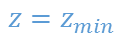 z = z_min